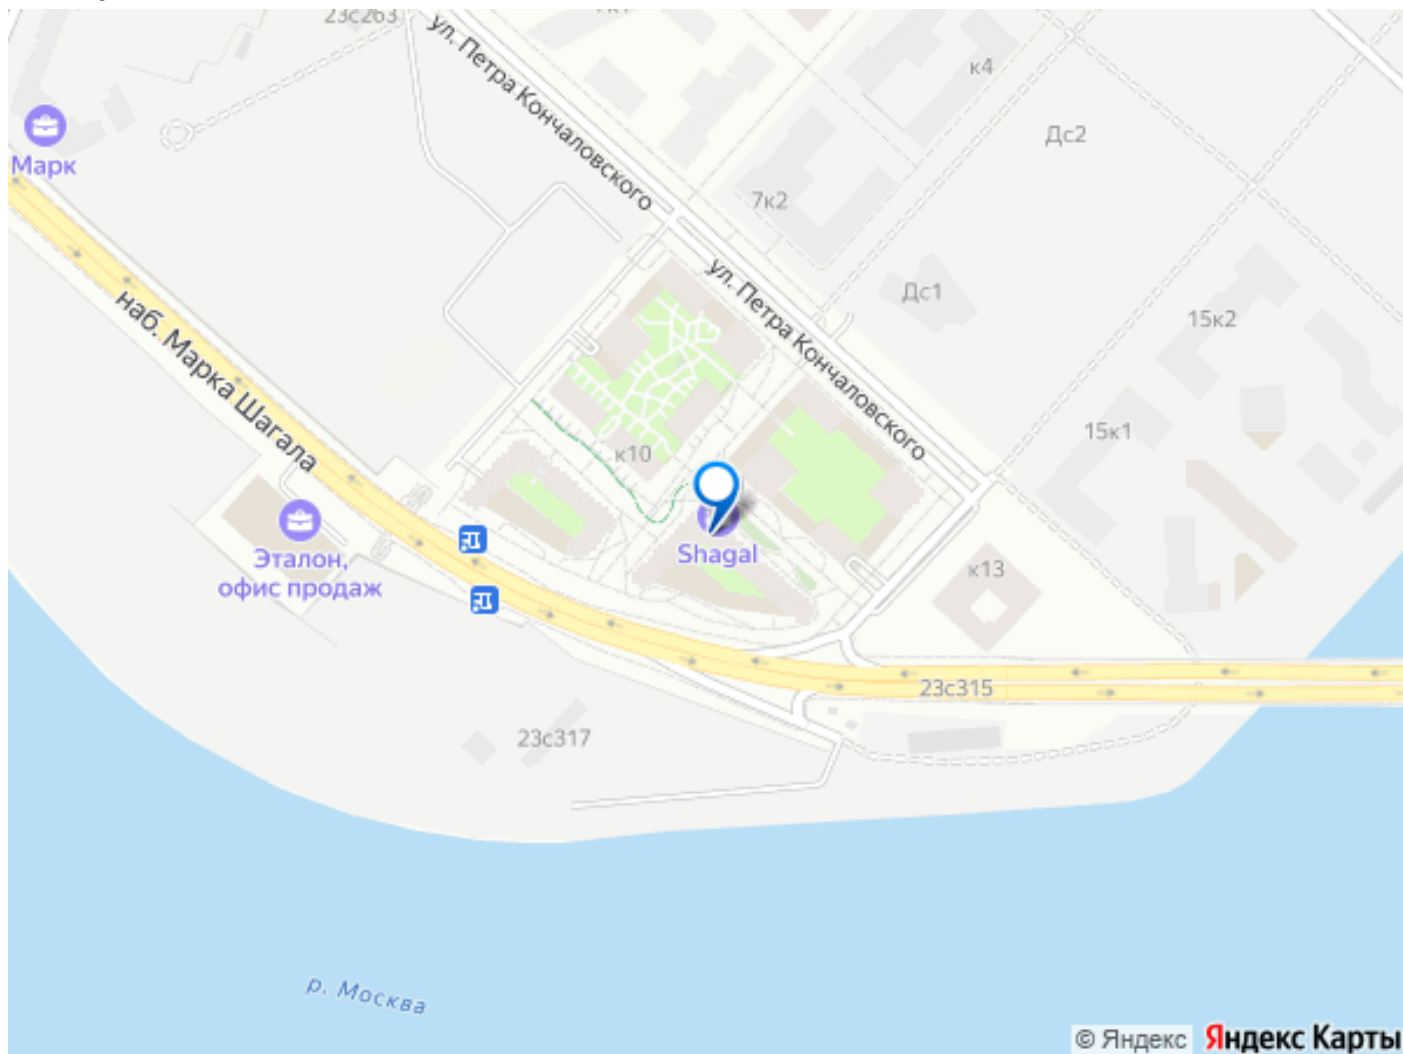 23с263
ул. Петра Кончаловского
к4
Дс2
Марк
7к2
ул. Петра Кончаловского
Дс1
15к2
наб. Марка Шагала
15к1
к10
Shagal
Эталон,
офис продаж
к13
23с315
23с317
р. Москва
© Яндекс Яндекс Карты